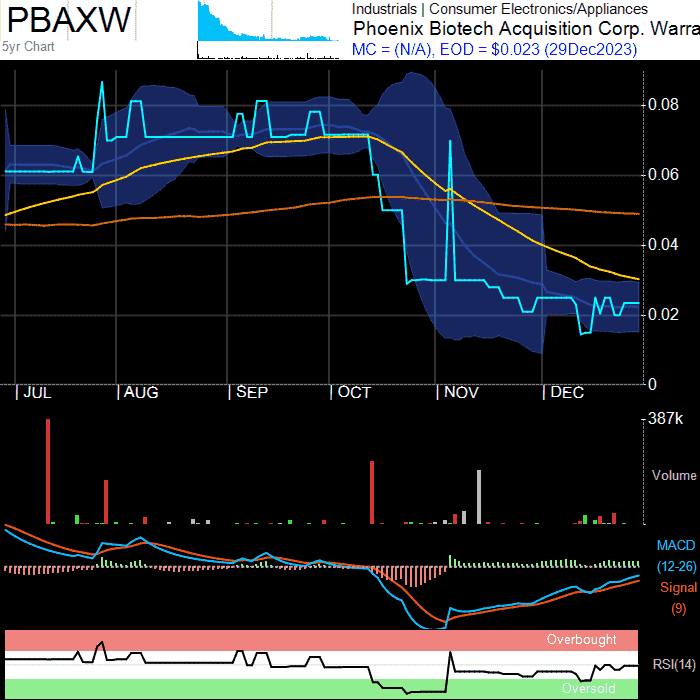 PBAXW
5yr Chart
Industrials | Consumer Electronics/Appliances
Phoenix Biotech Acquisition Corp. Warra
MC = (N/A), EOD = $0.023 (29Dec2023)
0.08
0.06
0.04
0.02
0
JUL AUG SEP OCT NOV DEC
387k
Volume
MACD
(12-26)
Signal
(9)
Overbought
RSI(14)
Oversold